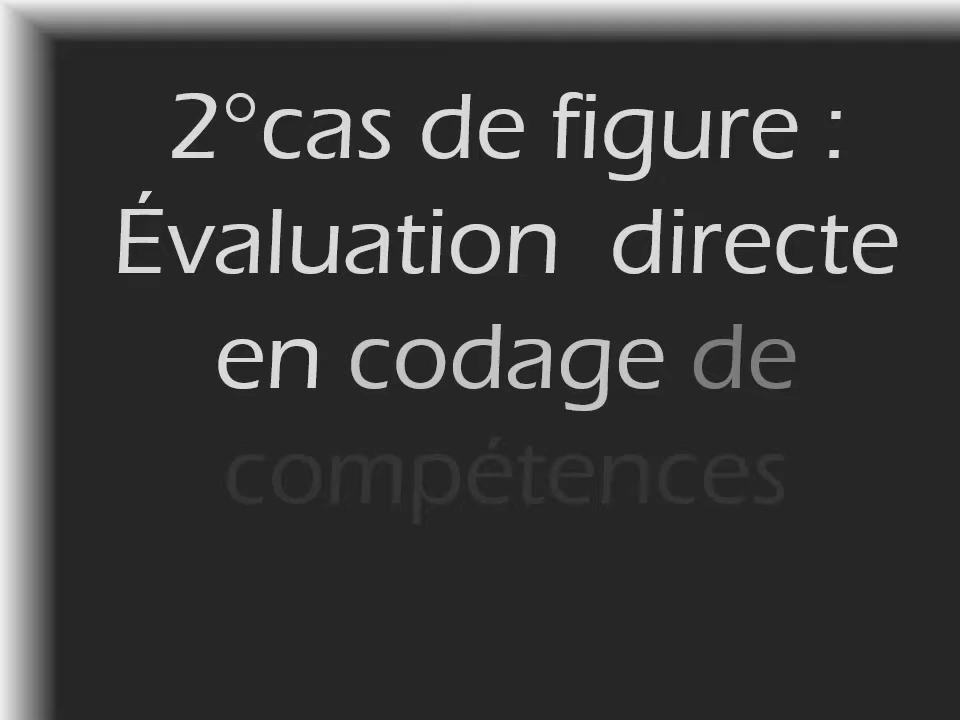 2°cas de figure :
Évaluation directe
en codage de
compétences